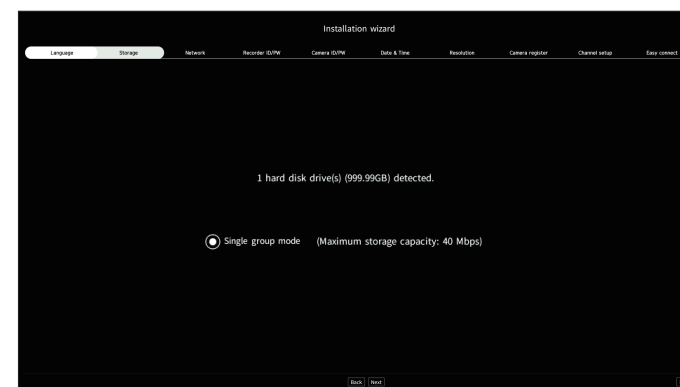 Installation wizard
Language Storage Network Recorder ID/PW Camera ID/PW Date & Time Resolution Camera register Channel setup Easy connect
1 hard disk drive(s) (999.99GB) detected.
Single group mode (Maximum storage capacity: 40 Mbps)
Back Next